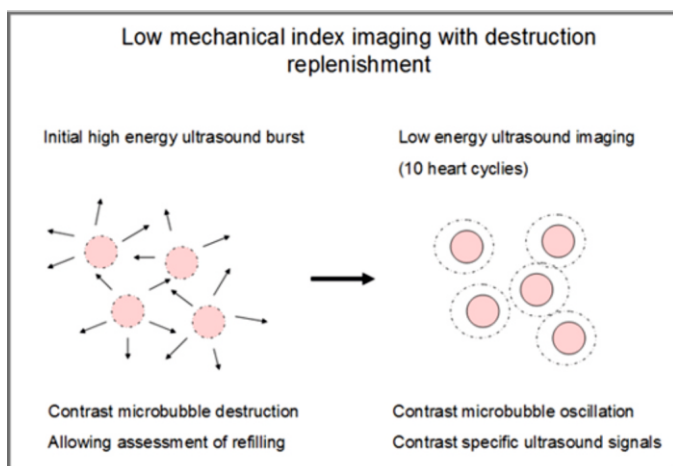 Low mechanical index imaging with destruction
replenishment
Initial high energy ultrasound burst
Low energy ultrasound imaging
(10 heart cyclies)
Contrast microbubble destruction
Allowing assessment of refilling
Contrast microbubble oscillation
Contrast specific ultrasound signals